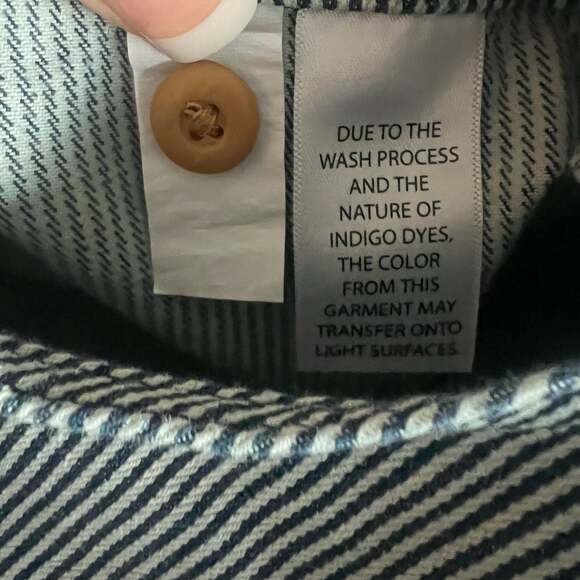 DUE TO THE
WASH PROCESS
AND THE
NATURE OF
INDIGO DYES,
THE COLOR
FROM THIS
GARMENT MAY
TRANSFER ONTO
LIGHT SURFACES.